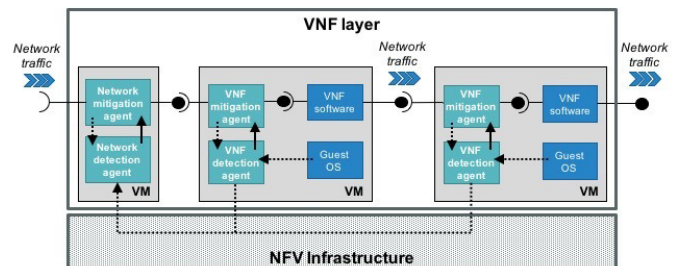 VNF layer
Network
traffic
Network
traffic
Network
traffic
Network
mitigation
agent
Network
detection
agent
VM
VNF
mitigation
agent
VNF
software
VNF
detection
agent
Guest
OS
VM
VNF
mitigation
agent
VNF
software
VNF
detection
agent
Guest
OS
VM
NFV Infrastructure